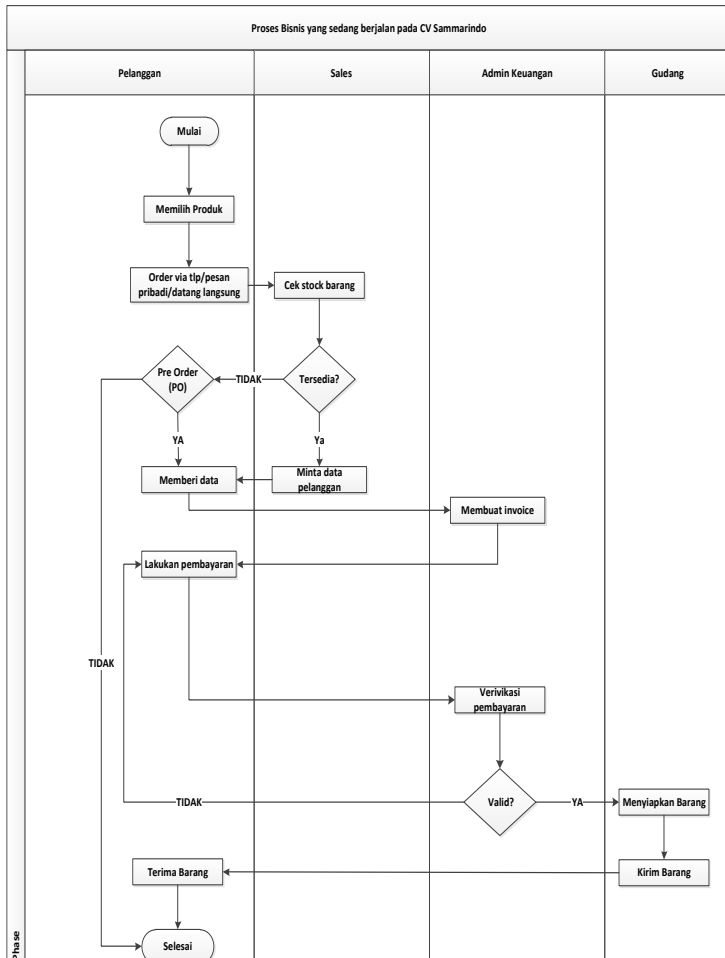 Proses Bisnis yang sedang berjalan pada CV Sammarindo
Pelanggan
Sales
Admin Keuangan
Gudang
Mulai
Memilih Produk
Order via tlp/pesan
pribadi/datang langsung
Cek stock barang
Pre Order
(PO)
TIDAK
Tersedia?
YA
Ya
Memberi data
Minta data
pelanggan
Membuat invoice
Lakukan pembayaran
TIDAK
Verivikasi
pembayaran
TIDAK
Valid?
YA
Menyiapkan Barang
Terima Barang
Kirim Barang
Selesai
Phase